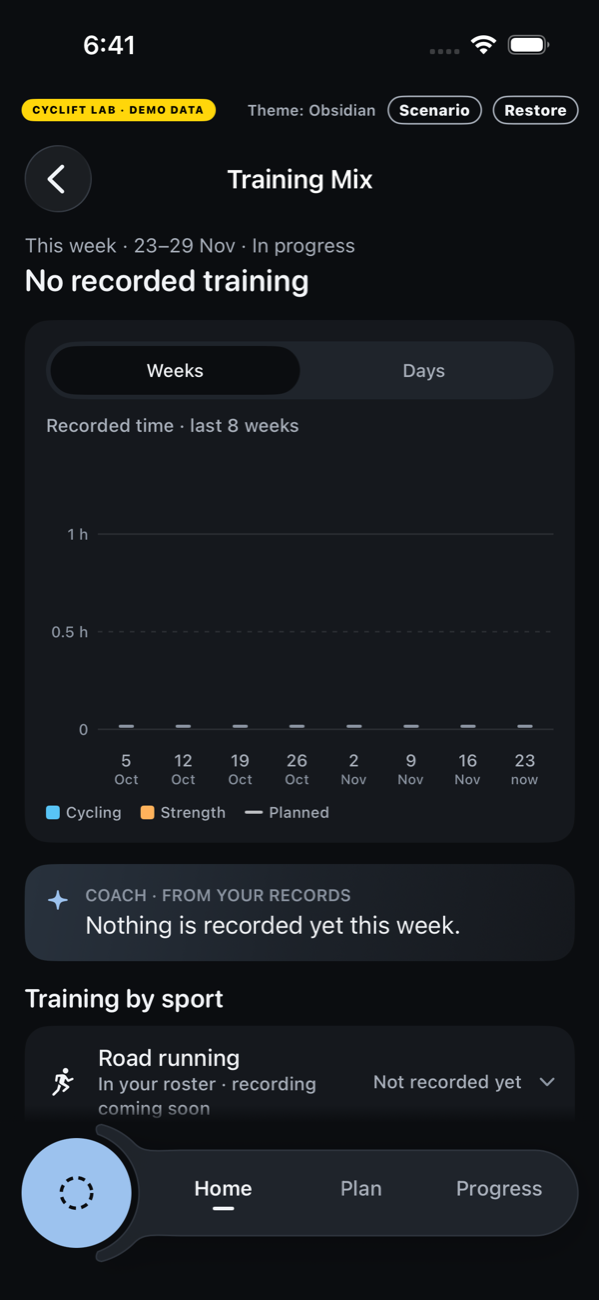 6:41
CYCLIFT LAB · DEMO DATA
Theme: Obsidian
Scenario
Restore
Training Mix
This week · 23–29 Nov · In progress
No recorded training
Weeks
Days
Recorded time · last 8 weeks
1 h
0.5 h
0
5 12 19 26 2 9 16 23
Oct Oct Oct Oct Nov Nov Nov now
Cycling
Strength
Planned
COACH · FROM YOUR RECORDS
Nothing is recorded yet this week.
Training by sport
Road running
In your roster · recording
coming soon
Not recorded yet
Home
Plan
Progress